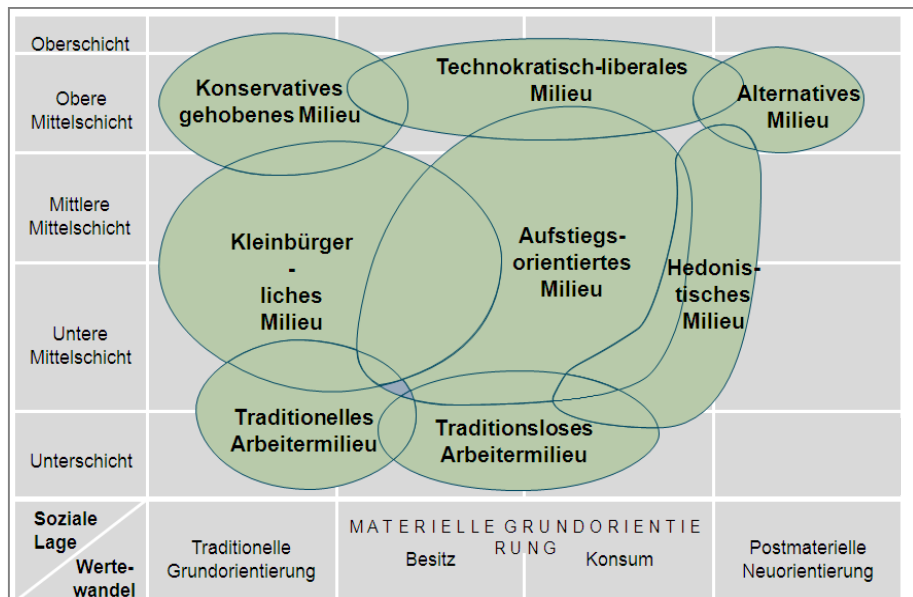 Oberschicht
Obere
Mittelschicht
Mittlere
Mittelschicht
Untere
Mittelschicht
Unterschicht
Konservatives
gehobenes Milieu
Technokratisch-liberales
Milieu
Alternatives
Milieu
Kleinbürger
-
liches
Milieu
Aufstiegs-
orientiertes
Milieu
Hedonis-
tisches
Milieu
Traditionelles
Arbeitermilieu
Traditionsloses
Arbeitermilieu
Soziale
Lage
Werte-
wandel
Traditionelle
Grundorientierung
MATERIELLE GRUNDORIENTIE
RUNG
Besitz
Konsum
Postmaterielle
Neuorientierung